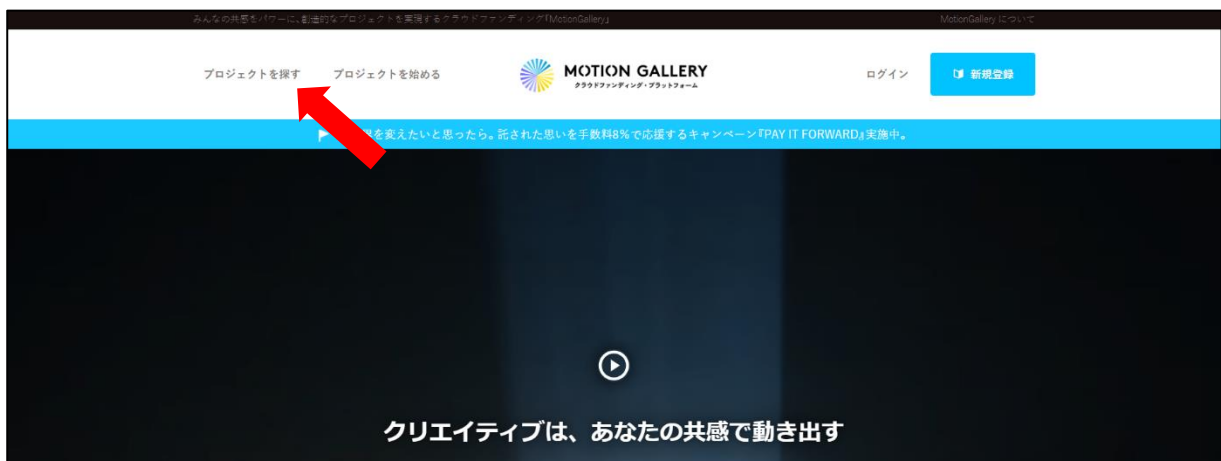 みんなの共感をパワーに、創造的なプロジェクトを実現するクラウドファンディング『MotionGallery』
MotionGallery について
プロジェクトを探す
プロジェクトを始める
MOTION GALLERY
クラウドファンディング・プラットフォーム
ログイン
新規登録
を変えたいと思ったら。託された思いを手数料8%で応援するキャンペーン『PAY IT FORWARD』実施中。
クリエイティブは、あなたの共感で動き出す